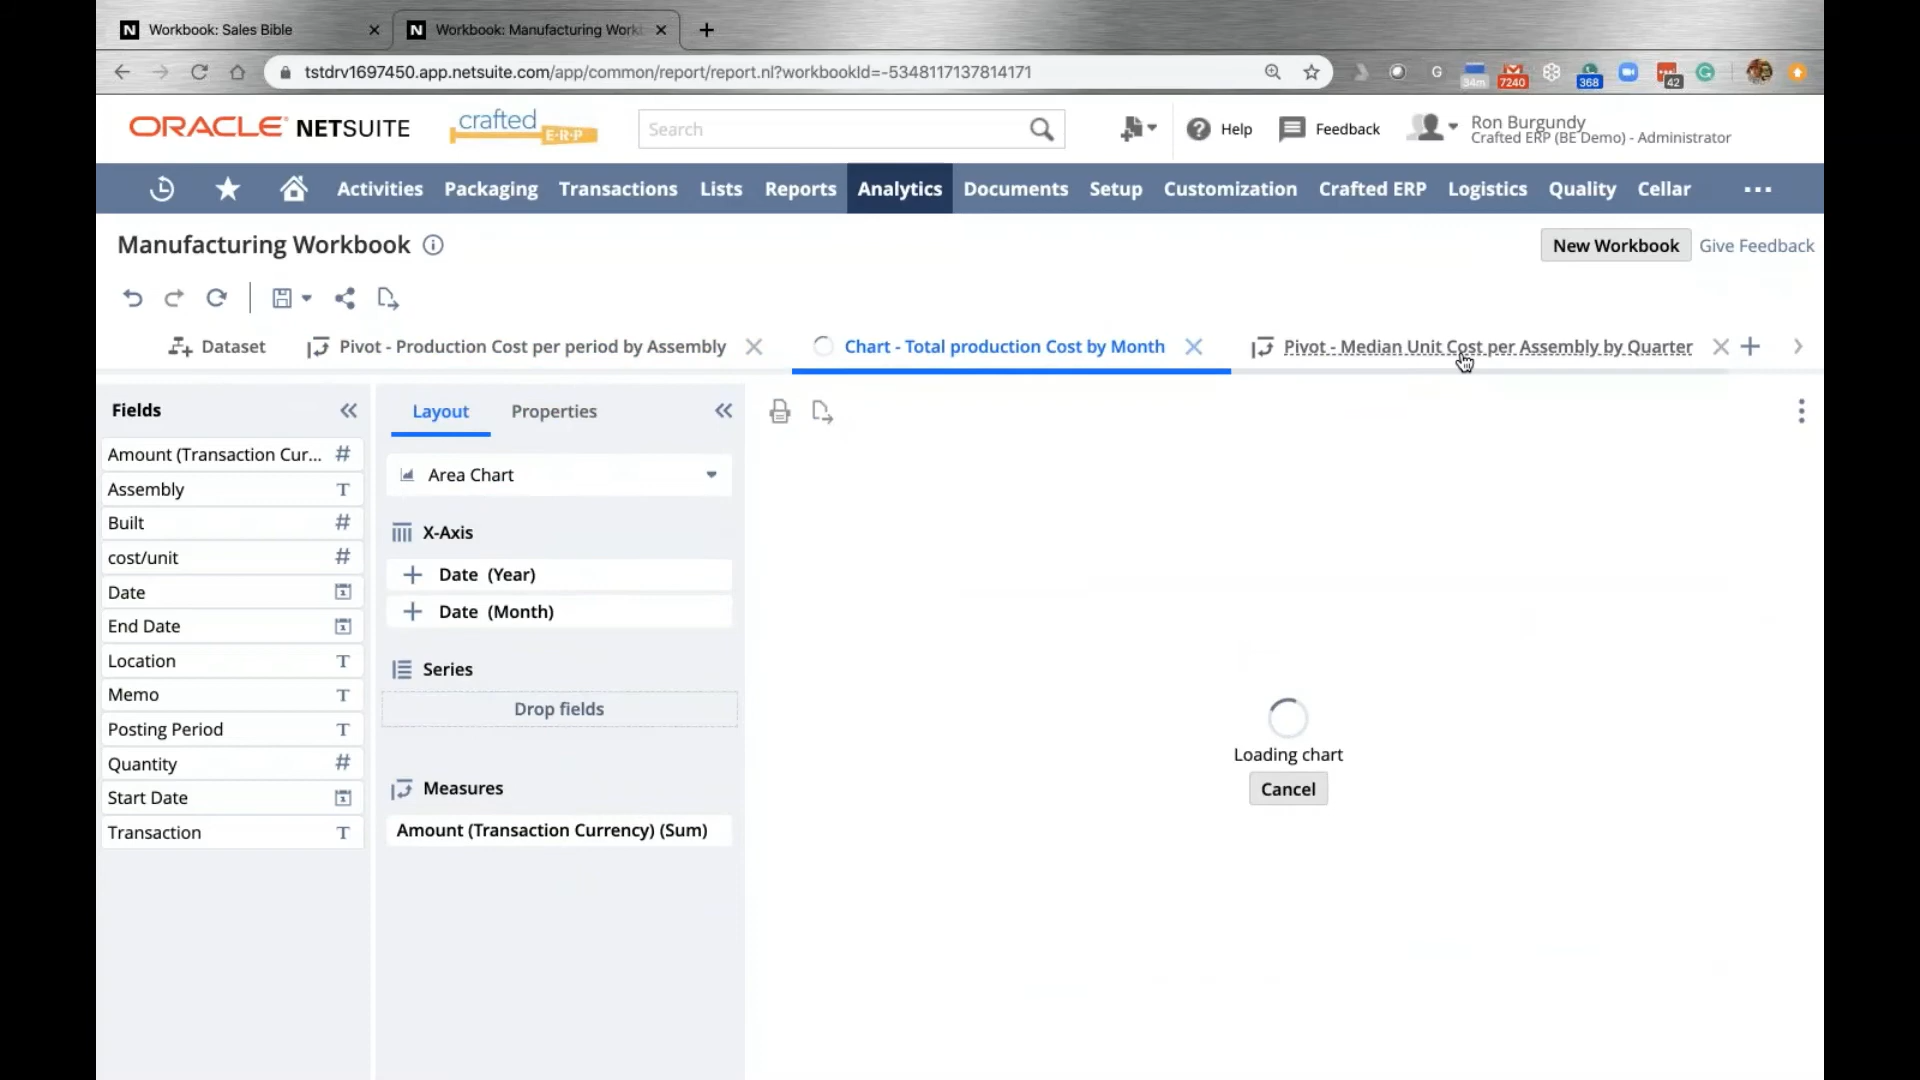 Workbook: Sales Bible
Workbook: Manufacturing Work
tstdrv1697450.app.netsuite.com/app/common/report/report.nl?workbookId=-5348117137814171
G
34m
7240
368
42
ORACLE NETSUITE
crafted
E·R·P
Search
Help
Feedback
Ron Burgundy
Crafted ERP (BE Demo) - Administrator
Activities Packaging Transactions Lists Reports Analytics Documents Setup Customization Crafted ERP Logistics Quality Cellar
Manufacturing Workbook
New Workbook
Give Feedback
Dataset
Pivot - Production Cost per period by Assembly
Chart - Total production Cost by Month
Pivot - Median Unit Cost per Assembly by Quarter
Fields
Amount (Transaction Cur... #
Assembly T
Built #
cost/unit #
Date
End Date
Location T
Memo T
Posting Period T
Quantity #
Start Date
Transaction T
Layout
Properties
Area Chart
X-Axis
Date (Year)
Date (Month)
Series
Drop fields
Measures
Amount (Transaction Currency) (Sum)
Loading chart
Cancel